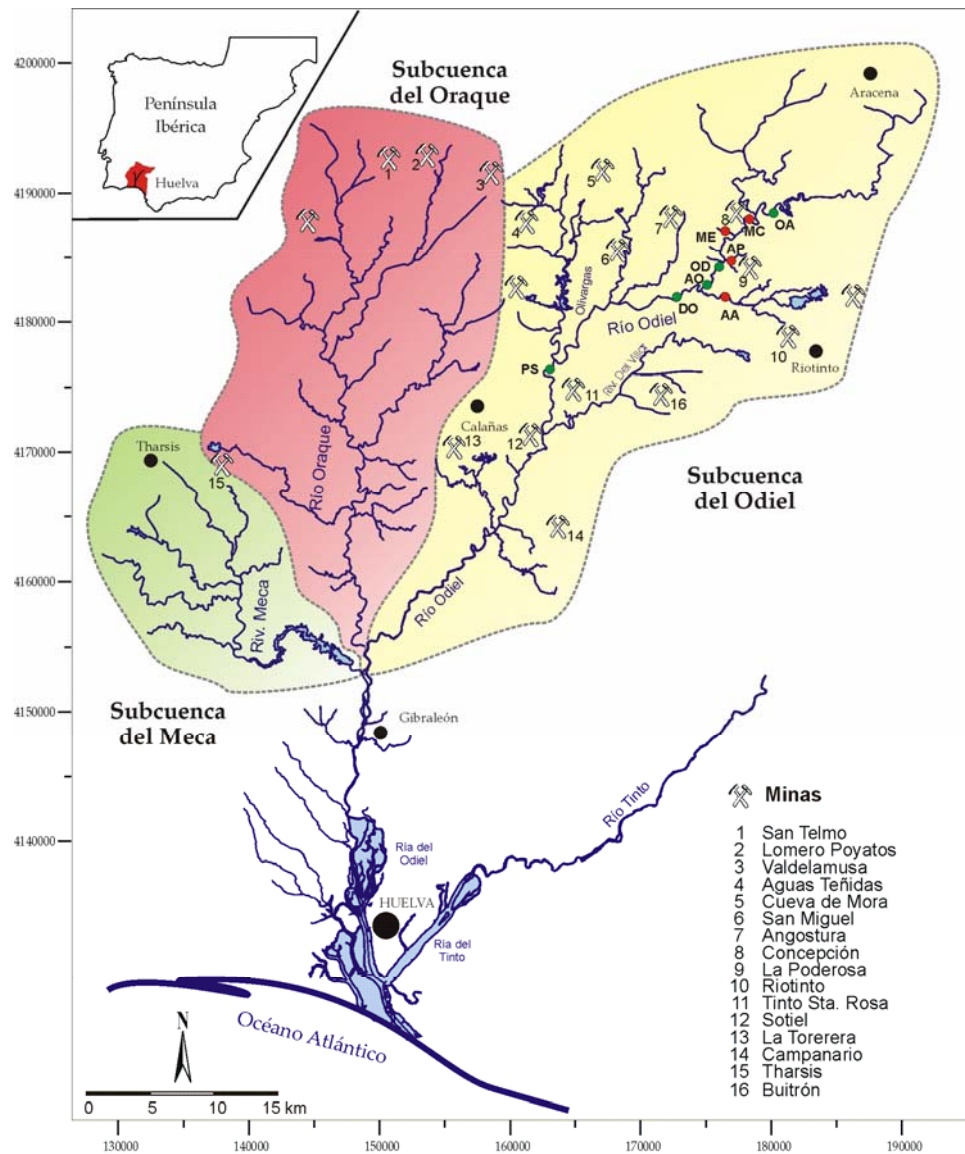 4200000
4190000
4180000
4170000
4160000
4150000
4140000
Península
Ibérica
Huelva
Subcuenca
del Oraque
Aracena
1
2
3
4
5
6
7
8
9
10
11
12
13
14
15
16
MC
OA
ME
AP
OD
AO
DO
AA
PS
Olivargas
Río Odiel
Riv. Del Villar
Riotinto
Calañas
Tharsis
Río Oraque
Subcuenca
del Odiel
Río Odiel
Riv. Meca
Subcuenca
del Meca
Gibraleón
Río Tinto
Ría del
Odiel
HUELVA
Ría del
Tinto
Océano Atlántico
N
0 5 10 15 km
Minas
1 San Telmo
2 Lomero Poyatos
3 Valdelamusa
4 Aguas Teñidas
5 Cueva de Mora
6 San Miguel
7 Angostura
8 Concepción
9 La Poderosa
10 Riotinto
11 Tinto Sta. Rosa
12 Sotiel
13 La Torerera
14 Campanario
15 Tharsis
16 Buitrón
130000 140000 150000 160000 170000 180000 190000